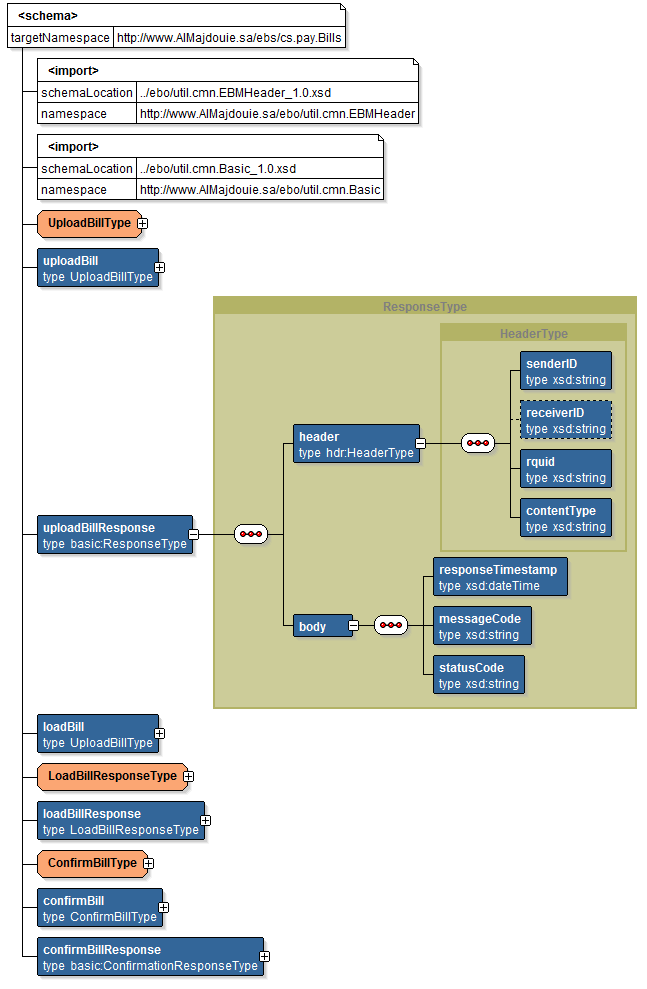 <schema>
targetNamespace http://www.AlMajdouie.sa/ebs/cs.pay.Bills
<import>
schemaLocation ../ebo/util.cmn.EBMHeader_1.0.xsd
namespace http://www.AlMajdouie.sa/ebo/util.cmn.EBMHeader
<import>
schemaLocation ../ebo/util.cmn.Basic_1.0.xsd
namespace http://www.AlMajdouie.sa/ebo/util.cmn.Basic
UploadBillType
uploadBill
type UploadBillType
ResponseType
HeaderType
senderID
type xsd:string
receiverID
type xsd:string
header
type hdr:HeaderType
rquid
type xsd:string
contentType
type xsd:string
uploadBillResponse
type basic:ResponseType
responseTimestamp
type xsd:dateTime
body
messageCode
type xsd:string
statusCode
type xsd:string
loadBill
type UploadBillType
LoadBillResponseType
loadBillResponse
type LoadBillResponseType
ConfirmBillType
confirmBill
type ConfirmBillType
confirmBillResponse
type basic:ConfirmationResponseType